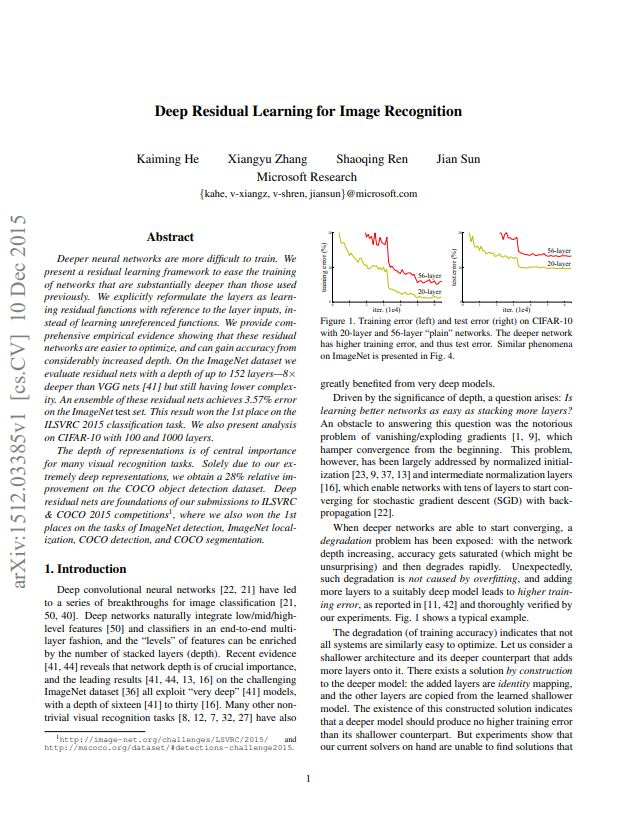 Deep Residual Learning for Image Recognition
Kaiming He Xiangyu Zhang Shaoqing Ren Jian Sun
Microsoft Research
{kahe, v-xiangz, v-shren, jiansun}@microsoft.com
arXiv:1512.03385v1 [cs.CV] 10 Dec 2015
Abstract
Deeper neural networks are more difficult to train. We
present a residual learning framework to ease the training
of networks that are substantially deeper than those used
previously. We explicitly reformulate the layers as learn-
ing residual functions with reference to the layer inputs, in-
stead of learning unreferenced functions. We provide com-
prehensive empirical evidence showing that these residual
networks are easier to optimize, and can gain accuracy from
considerably increased depth. On the ImageNet dataset we
evaluate residual nets with a depth of up to 152 layers—8×
deeper than VGG nets [41] but still having lower complex-
ity. An ensemble of these residual nets achieves 3.57% error
on the ImageNet test set. This result won the 1st place on the
ILSVRC 2015 classification task. We also present analysis
on CIFAR-10 with 100 and 1000 layers.
The depth of representations is of central importance
for many visual recognition tasks. Solely due to our ex-
tremely deep representations, we obtain a 28% relative im-
provement on the COCO object detection dataset. Deep
residual nets are foundations of our submissions to ILSVRC
& COCO 2015 competitions1, where we also won the 1st
places on the tasks of ImageNet detection, ImageNet local-
ization, COCO detection, and COCO segmentation.
1. Introduction
Deep convolutional neural networks [22, 21] have led
to a series of breakthroughs for image classification [21,
50, 40]. Deep networks naturally integrate low/mid/high-
level features [50] and classifiers in an end-to-end multi-
layer fashion, and the “levels” of features can be enriched
by the number of stacked layers (depth). Recent evidence
[41, 44] reveals that network depth is of crucial importance,
and the leading results [41, 44, 13, 16] on the challenging
ImageNet dataset [36] all exploit “very deep” [41] models,
with a depth of sixteen [41] to thirty [16]. Many other non-
trivial visual recognition tasks [8, 12, 7, 32, 27] have also
1http://image-net.org/challenges/LSVRC/2015/ and
http://mscoco.org/dataset/#detections-challenge2015.
training error (%)
56-layer
20-layer
iter. (1e4)
test error (%)
56-layer
20-layer
iter. (1e4)
Figure 1. Training error (left) and test error (right) on CIFAR-10
with 20-layer and 56-layer “plain” networks. The deeper network
has higher training error, and thus test error. Similar phenomena
on ImageNet is presented in Fig. 4.
greatly benefited from very deep models.
Driven by the significance of depth, a question arises: Is
learning better networks as easy as stacking more layers?
An obstacle to answering this question was the notorious
problem of vanishing/exploding gradients [1, 9], which
hamper convergence from the beginning. This problem,
however, has been largely addressed by normalized initial-
ization [23, 9, 37, 13] and intermediate normalization layers
[16], which enable networks with tens of layers to start con-
verging for stochastic gradient descent (SGD) with back-
propagation [22].
When deeper networks are able to start converging, a
degradation problem has been exposed: with the network
depth increasing, accuracy gets saturated (which might be
unsurprising) and then degrades rapidly. Unexpectedly,
such degradation is not caused by overfitting, and adding
more layers to a suitably deep model leads to higher train-
ing error, as reported in [11, 42] and thoroughly verified by
our experiments. Fig. 1 shows a typical example.
The degradation (of training accuracy) indicates that not
all systems are similarly easy to optimize. Let us consider a
shallower architecture and its deeper counterpart that adds
more layers onto it. There exists a solution by construction
to the deeper model: the added layers are identity mapping,
and the other layers are copied from the learned shallower
model. The existence of this constructed solution indicates
that a deeper model should produce no higher training error
than its shallower counterpart. But experiments show that
our current solvers on hand are unable to find solutions that
1